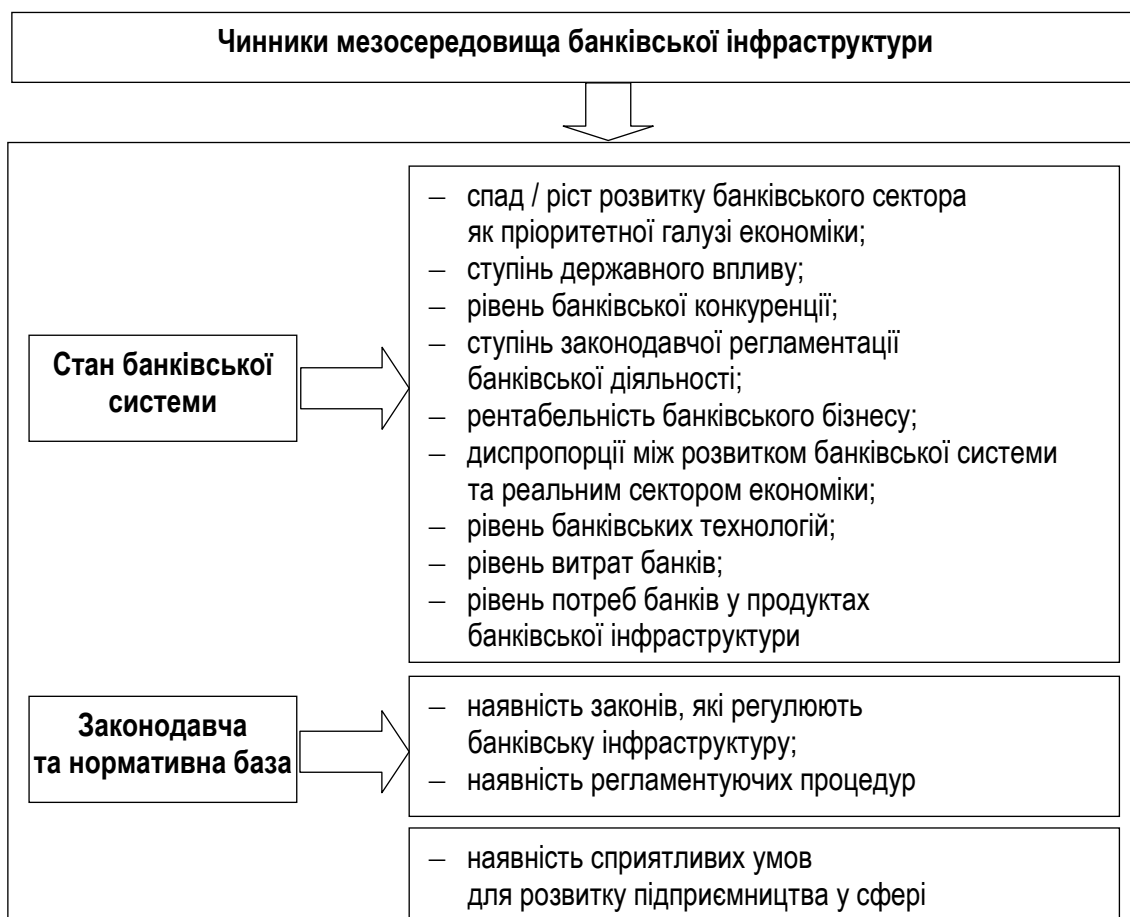 Чинники мезосередовища банківської інфраструктури
Стан банківської
системи
– спад / ріст розвитку банківського сектора
як пріоритетної галузі економіки;
– ступінь державного впливу;
– рівень банківської конкуренції;
– ступінь законодавчої регламентації
банківської діяльності;
– рентабельність банківського бізнесу;
– диспропорції між розвитком банківської системи
та реальним сектором економіки;
– рівень банківських технологій;
– рівень витрат банків;
– рівень потреб банків у продуктах
банківської інфраструктури
Законодавча
та нормативна база
– наявність законів, які регулюють
банківську інфраструктуру;
– наявність регламентуючих процедур
– наявність сприятливих умов
для розвитку підприємництва у сфері